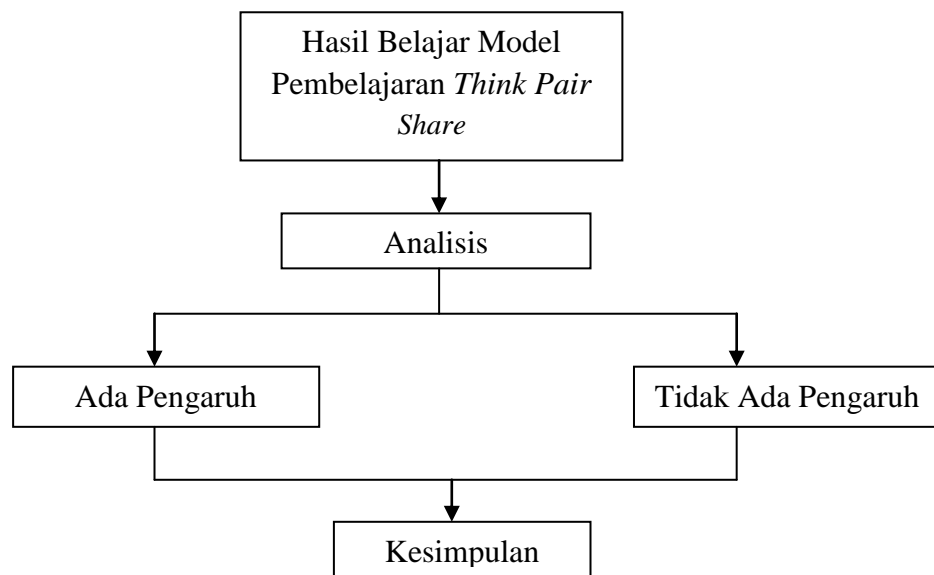 Hasil Belajar Model
Pembelajaran Think Pair
Share
Analisis
Ada Pengaruh
Tidak Ada Pengaruh
Kesimpulan